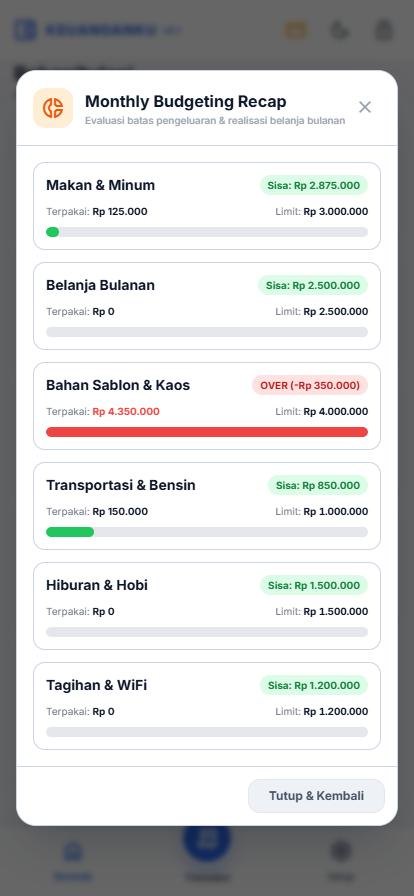 KEUANGANKU
Monthly Budgeting Recap
Evaluasi batas pengeluaran & realisasi belanja bulanan
Makan & Minum
Sisa: Rp 2.875.000
Terpakai: Rp 125.000
Limit: Rp 3.000.000
Belanja Bulanan
Sisa: Rp 2.500.000
Terpakai: Rp 0
Limit: Rp 2.500.000
Bahan Sablon & Kaos
OVER (-Rp 350.000)
Terpakai: Rp 4.350.000
Limit: Rp 4.000.000
Transportasi & Bensin
Sisa: Rp 850.000
Terpakai: Rp 150.000
Limit: Rp 1.000.000
Hiburan & Hobi
Sisa: Rp 1.500.000
Terpakai: Rp 0
Limit: Rp 1.500.000
Tagihan & WiFi
Sisa: Rp 1.200.000
Terpakai: Rp 0
Limit: Rp 1.200.000
Tutup & Kembali